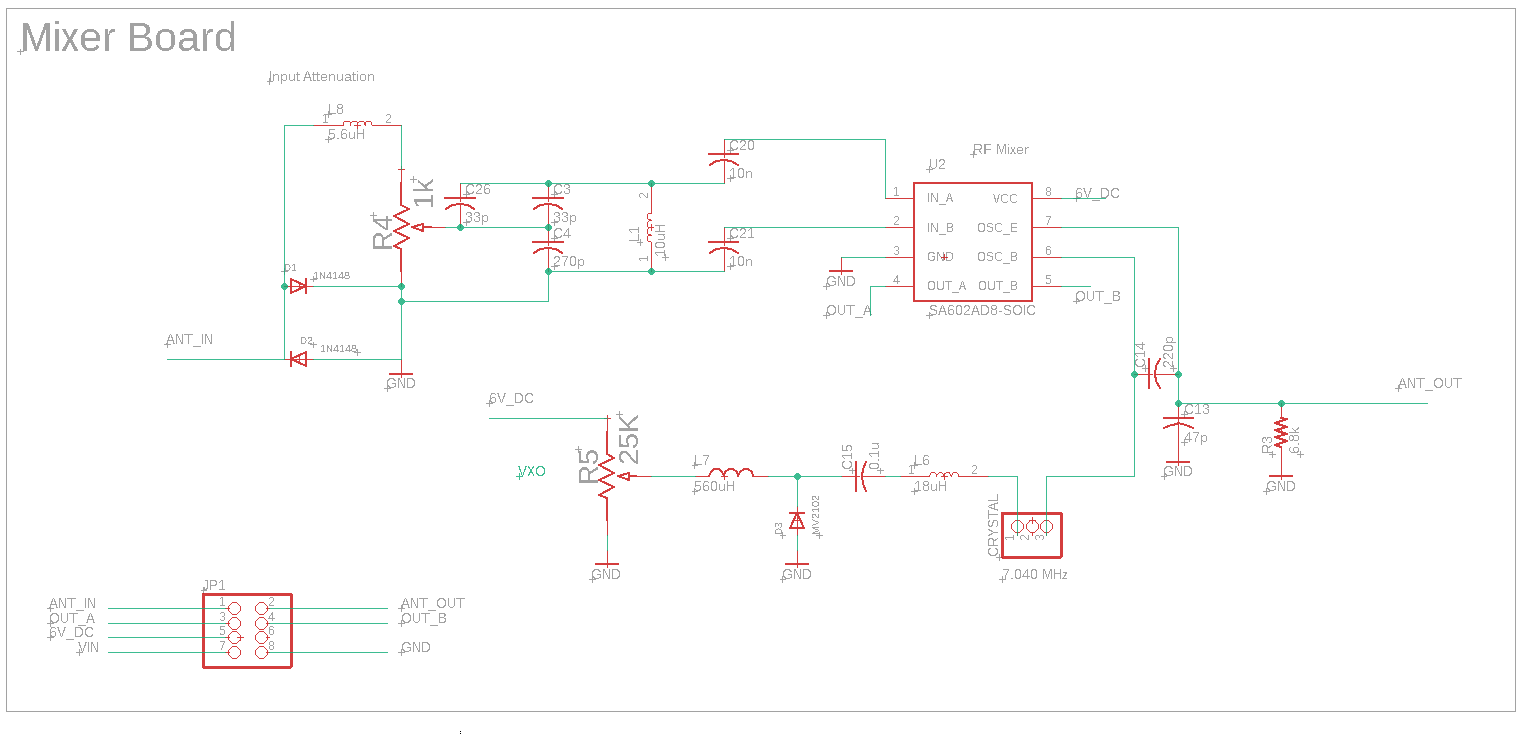 Mixer Board
Input Attenuation
L8
1 2
5.6uH
R4
1k
C26
33p
C3
33p
C4
270p
2
L1
10uH
1
C20
10n
C21
10n
RF Mixer
U2
1 IN_A VCC 8 6V_DC
2 IN_B OSC_E 7
3 GND OSC_B 6
4 OUT_A OUT_B 5
GND
OUT_A
OUT_B
SA602AD8-SOIC
D1
1N4148
ANT_IN
D2
1N4148
GND
C14
220p
ANT_OUT
C13
47p
R3
6.8k
GND
GND
6V_DC
VXO
R5
25K
L7
560uH
C15
0.1u
L6
1 2
18uH
D3
MV2102
CRYSTAL
1 2 3
7.040 MHz
GND
GND
JP1
ANT_IN 1 2 ANT_OUT
OUT_A 3 4 OUT_B
6V_DC 5 6
VIN 7 8 GND